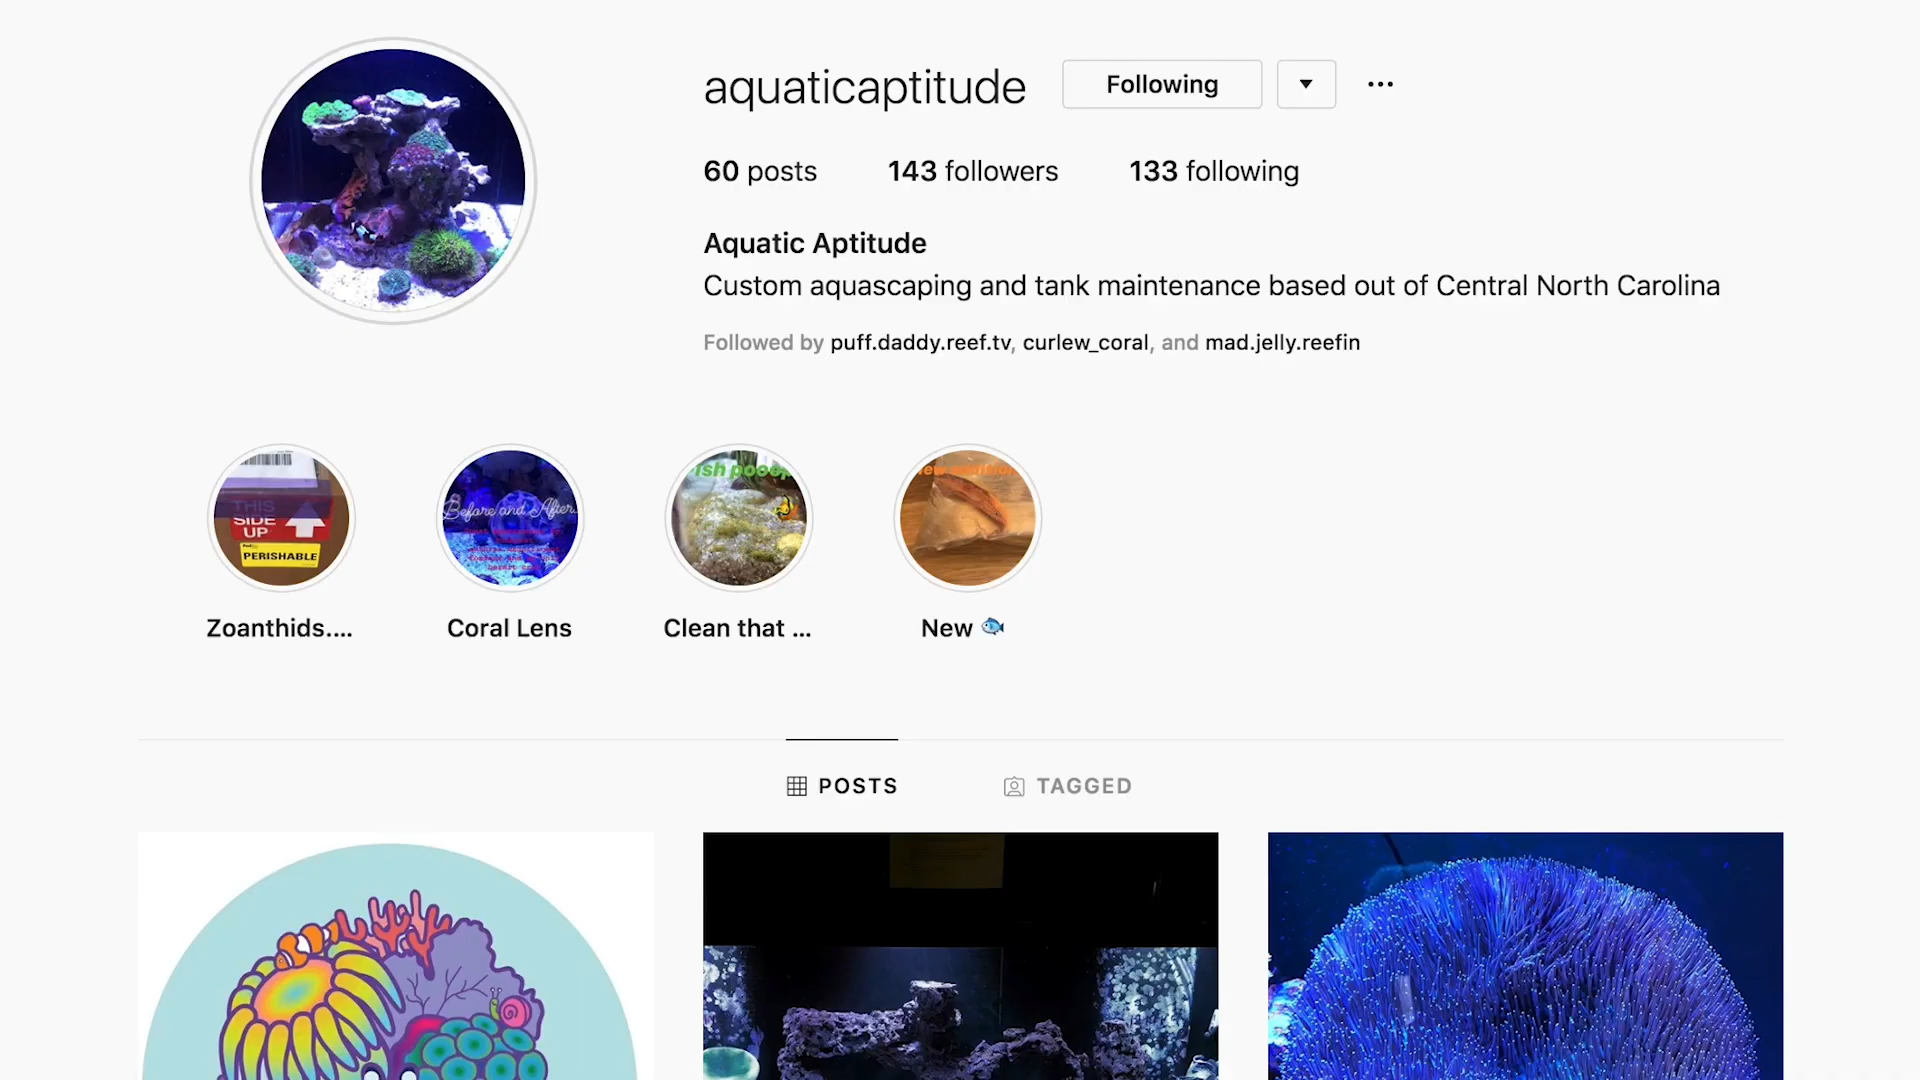 aquaticaptitude
Following
60 posts 143 followers 133 following
Aquatic Aptitude
Custom aquascaping and tank maintenance based out of Central North Carolina
Followed by puff.daddy.reef.tv, curlew_coral, and mad.jelly.reefin
THIS
SIDE
UP
PERISHABLE
Before and After
Zoanthids.... Coral Lens Clean that ... New 🐟
POSTS TAGGED